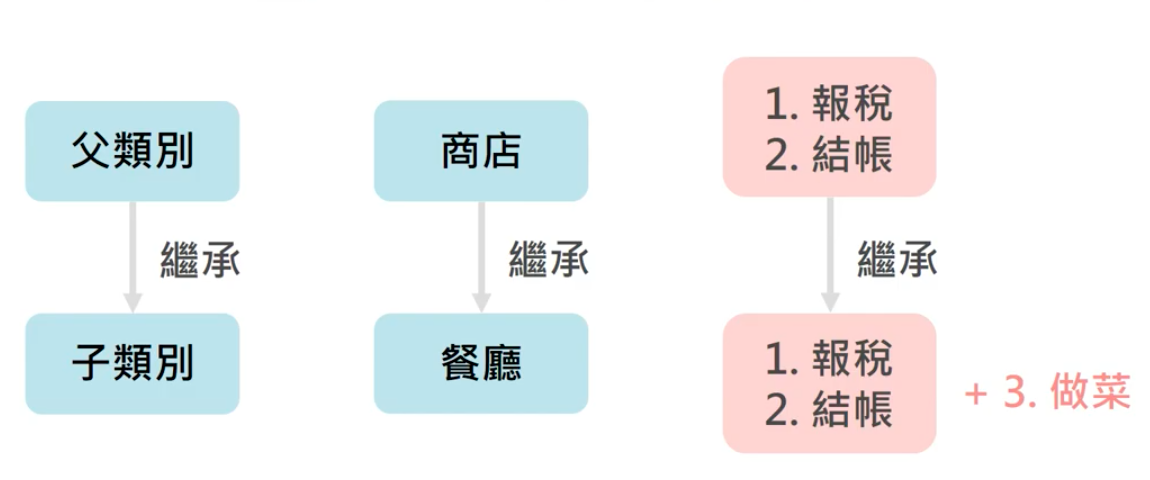 父類別
繼承
子類別
商店
繼承
餐廳
1. 報稅
2. 結帳
繼承
1. 報稅
2. 結帳
+ 3. 做菜